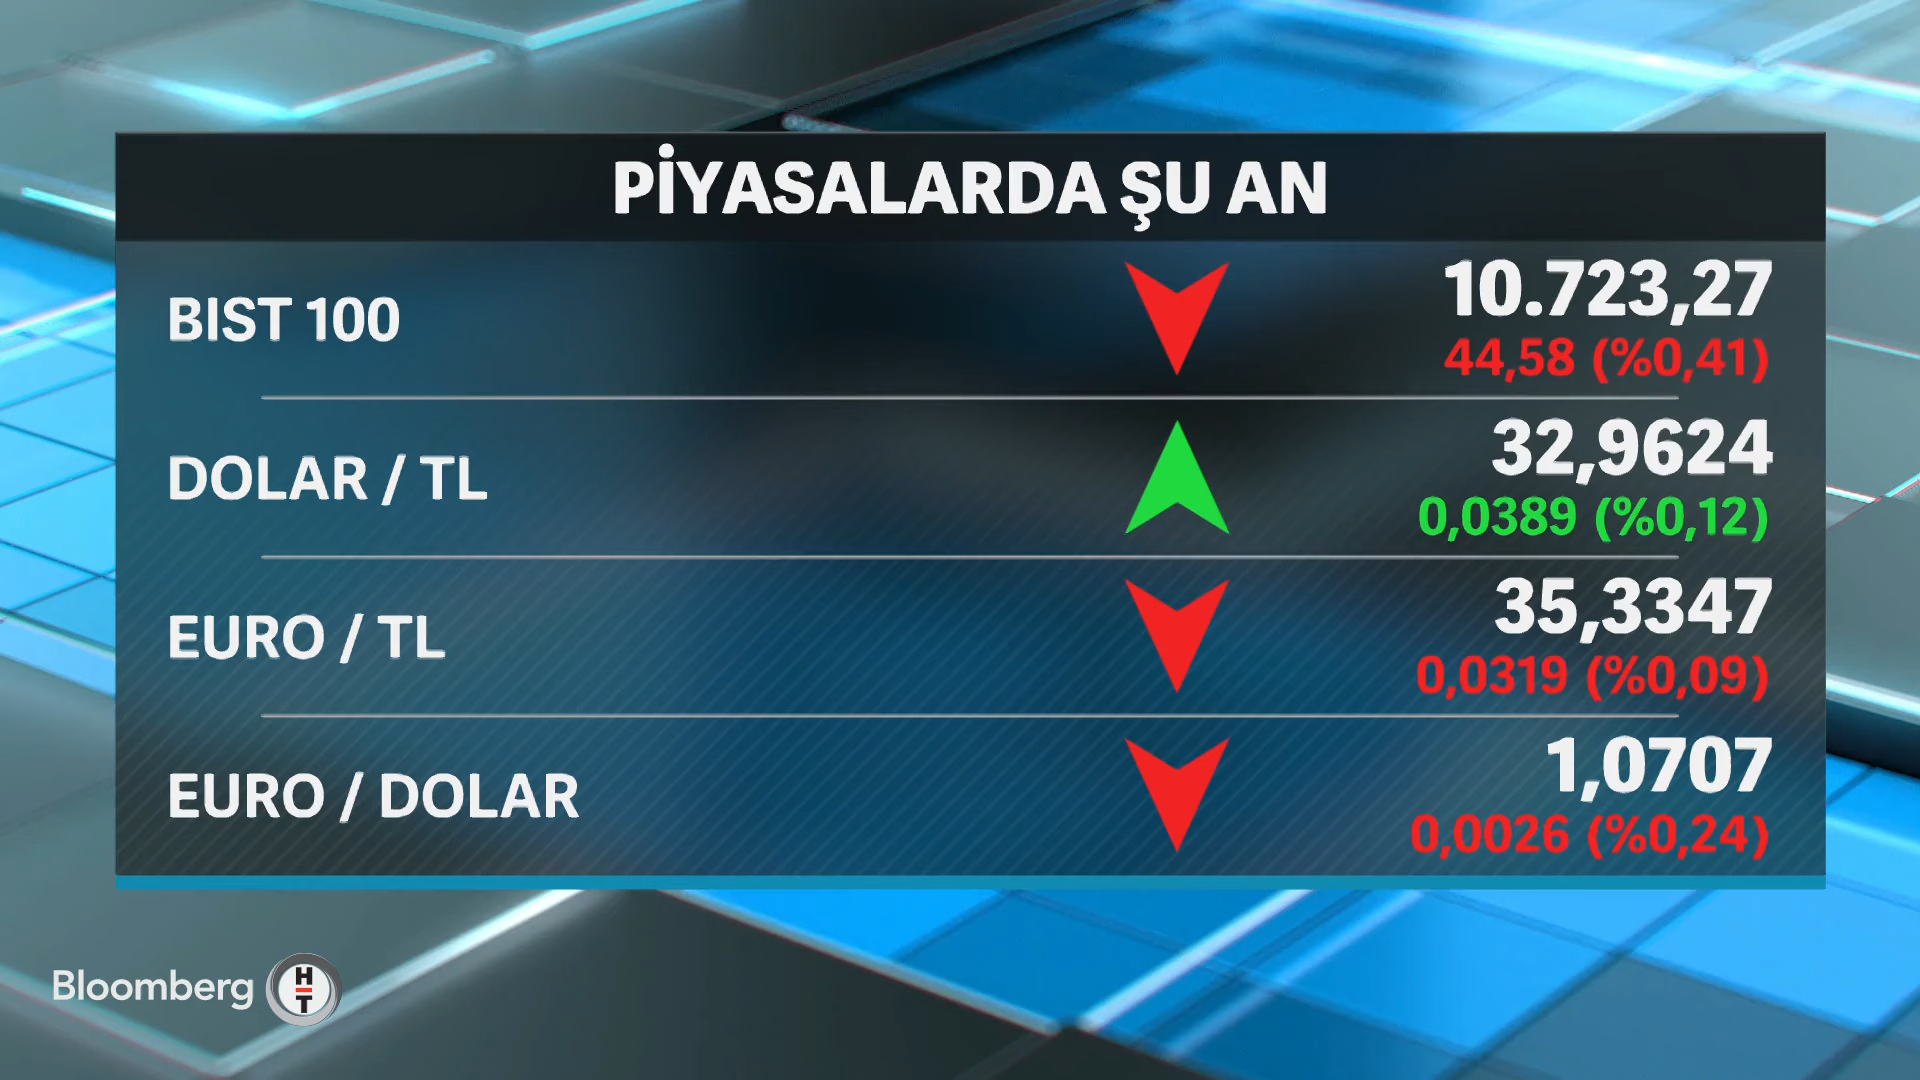 PİYASALARDA ŞU AN
BIST 100
10.723,27
44,58 (%0,41)
DOLAR / TL
32,9624
0,0389 (%0,12)
EURO / TL
35,3347
0,0319 (%0,09)
EURO / DOLAR
1,0707
0,0026 (%0,24)
Bloomberg HT